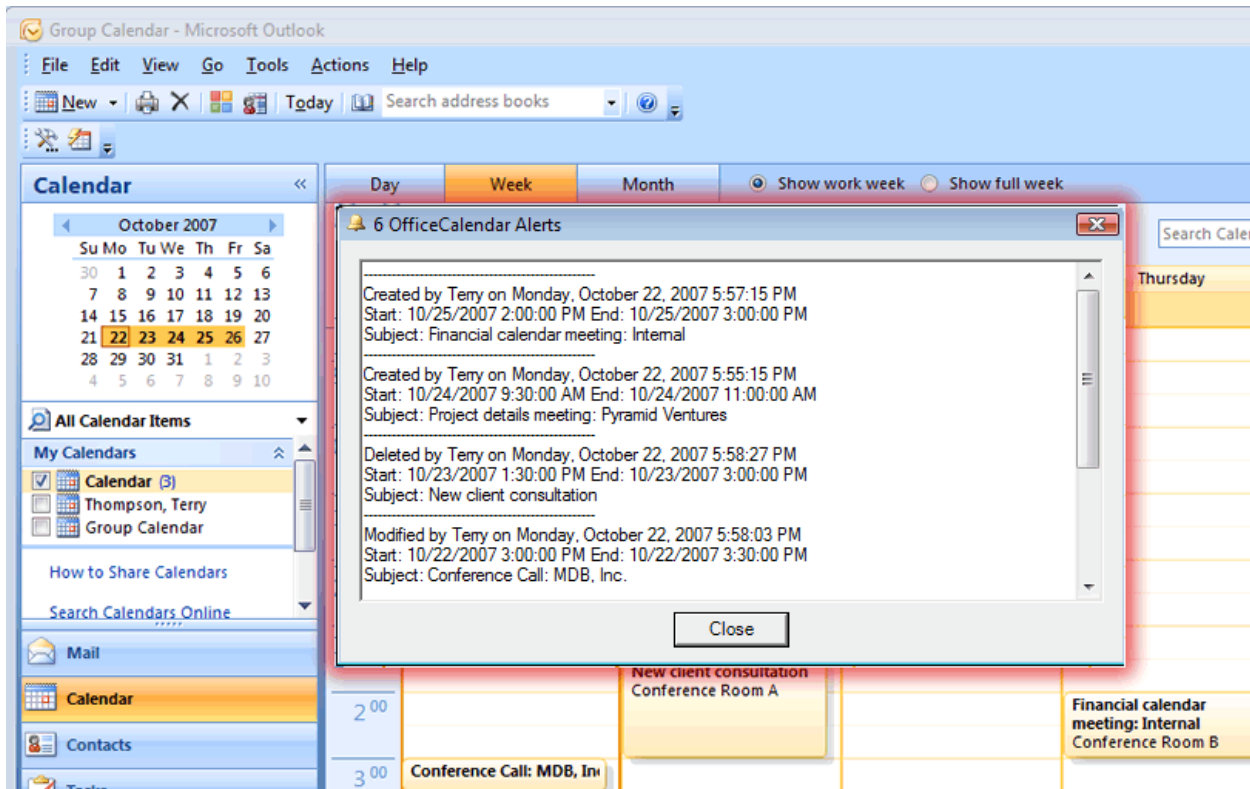 Group Calendar - Microsoft Outlook
File Edit View Go Tools Actions Help
New Today Search address books
Calendar «
Day Week Month Show work week Show full week
October 2007
Su Mo Tu We Th Fr Sa
30 1 2 3 4 5 6
7 8 9 10 11 12 13
14 15 16 17 18 19 20
21 22 23 24 25 26 27
28 29 30 31 1 2 3
4 5 6 7 8 9 10
All Calendar Items
My Calendars
Calendar (3)
Thompson, Terry
Group Calendar
How to Share Calendars
Search Calendars Online
Mail
Calendar
Contacts
Tasks
6 OfficeCalendar Alerts
------------------------------------------------
Created by Terry on Monday, October 22, 2007 5:57:15 PM
Start: 10/25/2007 2:00:00 PM End: 10/25/2007 3:00:00 PM
Subject: Financial calendar meeting: Internal
------------------------------------------------
Created by Terry on Monday, October 22, 2007 5:55:15 PM
Start: 10/24/2007 9:30:00 AM End: 10/24/2007 11:00:00 AM
Subject: Project details meeting: Pyramid Ventures
------------------------------------------------
Deleted by Terry on Monday, October 22, 2007 5:58:27 PM
Start: 10/23/2007 1:30:00 PM End: 10/23/2007 3:00:00 PM
Subject: New client consultation
------------------------------------------------
Modified by Terry on Monday, October 22, 2007 5:58:03 PM
Start: 10/22/2007 3:00:00 PM End: 10/22/2007 3:30:00 PM
Subject: Conference Call: MDB, Inc.
Close
Search Cale
Thursday
New client consultation
Conference Room A
2 00
Financial calendar
meeting: Internal
Conference Room B
3 00
Conference Call: MDB, In